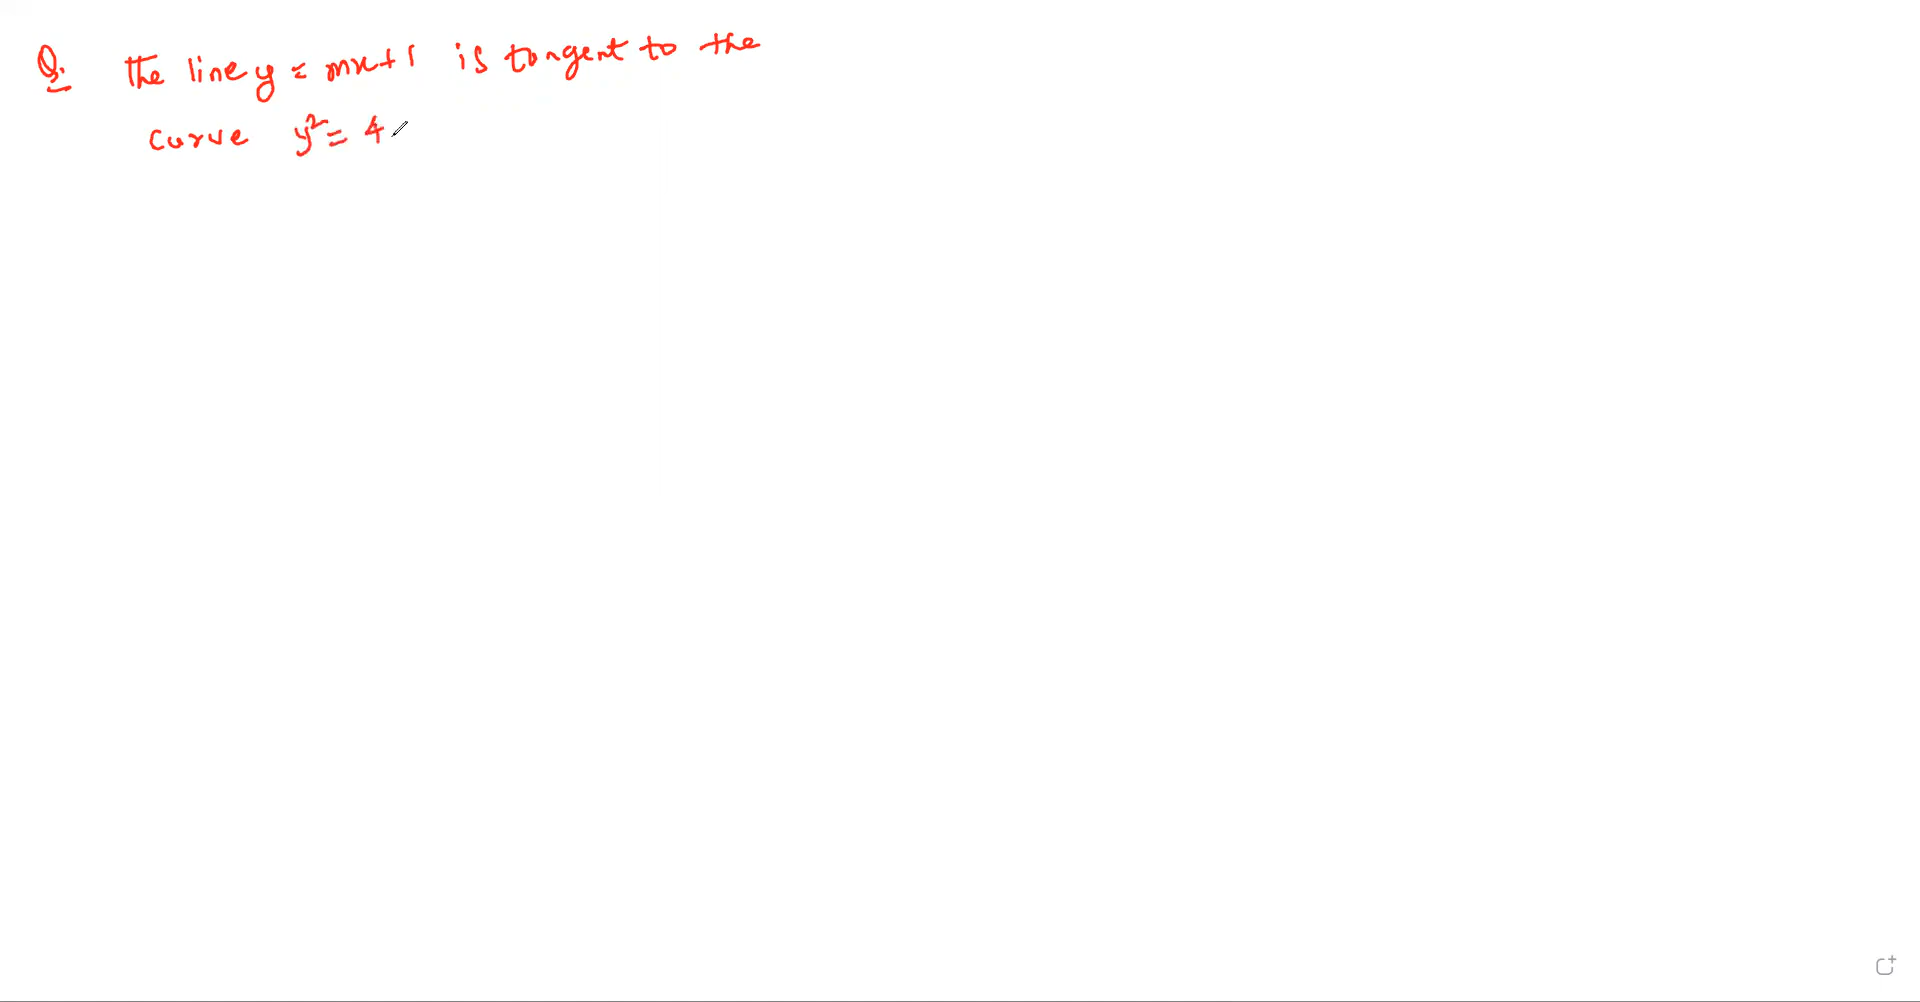 Q. The line y = mx+1 is tangent to the
curve y² = 4